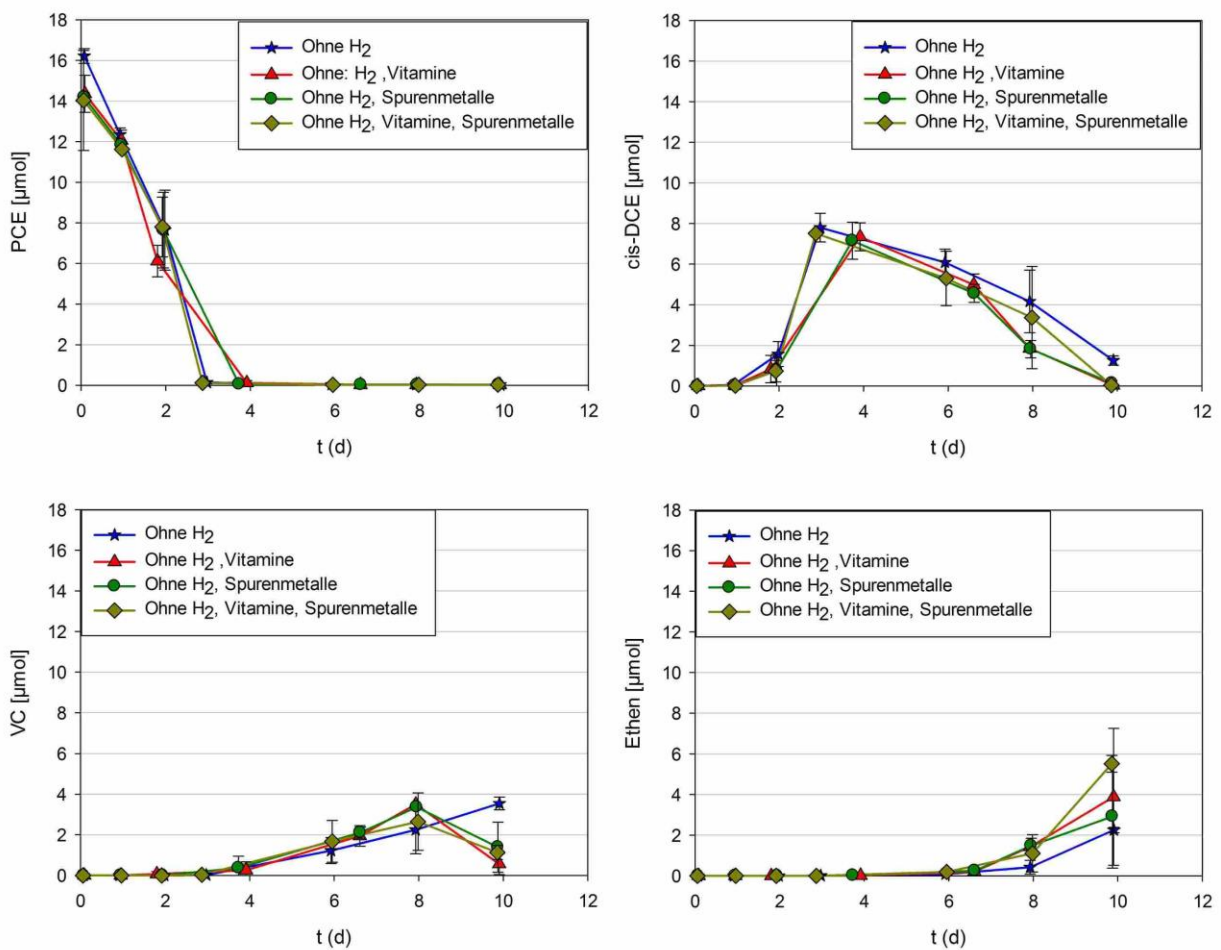 PCE [µmol]
18
16
14
12
10
8
6
4
2
0
Ohne H2
Ohne: H2 ,Vitamine
Ohne H2, Spurenmetalle
Ohne H2, Vitamine, Spurenmetalle
0 2 4 6 8 10 12
t (d)
cis-DCE [µmol]
18
16
14
12
10
8
6
4
2
0
Ohne H2
Ohne H2 ,Vitamine
Ohne H2, Spurenmetalle
Ohne H2, Vitamine, Spurenmetalle
0 2 4 6 8 10 12
t (d)
VC [µmol]
18
16
14
12
10
8
6
4
2
0
Ohne H2
Ohne H2 ,Vitamine
Ohne H2, Spurenmetalle
Ohne H2, Vitamine, Spurenmetalle
0 2 4 6 8 10 12
t (d)
Ethen [µmol]
18
16
14
12
10
8
6
4
2
0
Ohne H2
Ohne H2 ,Vitamine
Ohne H2, Spurenmetalle
Ohne H2, Vitamine, Spurenmetalle
0 2 4 6 8 10 12
t (d)